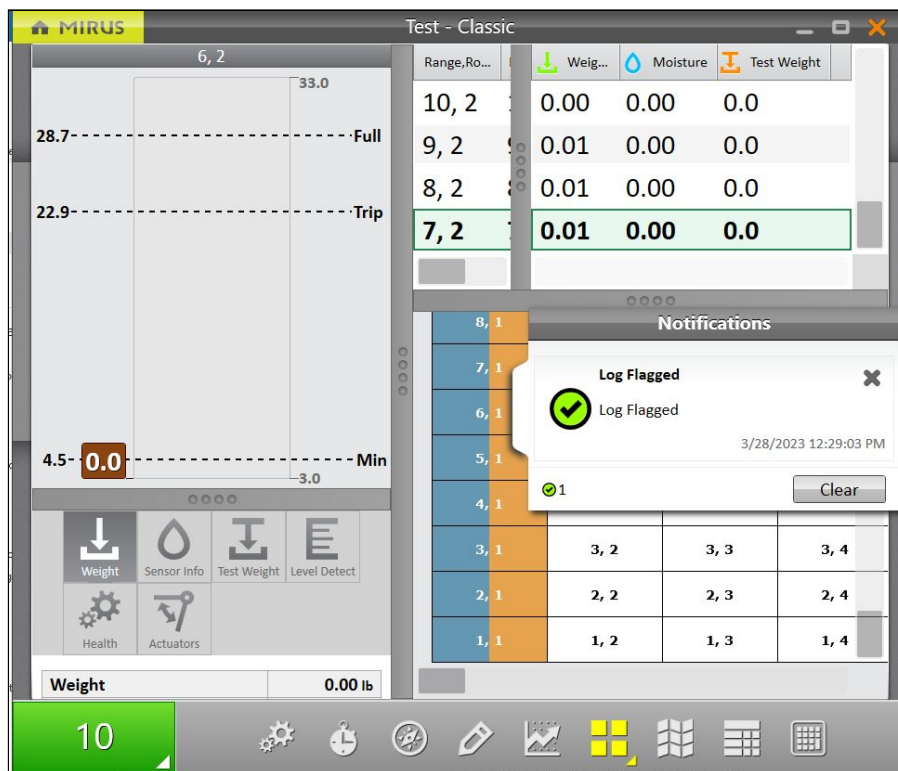 MIRUS
Test - Classic
6, 2
33.0
28.7
Full
22.9
Trip
4.5
0.0
Min
3.0
Weight
Sensor Info
Test Weight
Level Detect
Health
Actuators
Weight 0.00 lb
Range,Ro... Weig... Moisture Test Weight
10, 2 0.00 0.00 0.0
9, 2 0.01 0.00 0.0
8, 2 0.01 0.00 0.0
7, 2 0.01 0.00 0.0
8, 1
7, 1
6, 1
5, 1
4, 1
3, 1 3, 2 3, 3 3, 4
2, 1 2, 2 2, 3 2, 4
1, 1 1, 2 1, 3 1, 4
Notifications
Log Flagged
Log Flagged
3/28/2023 12:29:03 PM
1
Clear
10